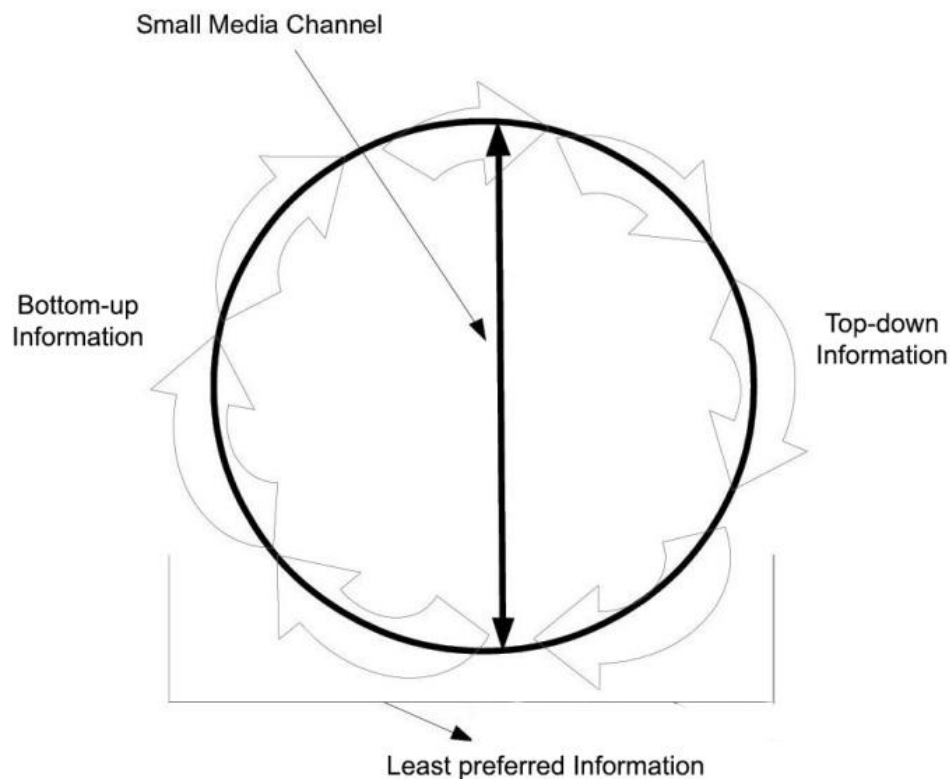 Small Media Channel
Bottom-up
Information
Top-down
Information
Least preferred Information